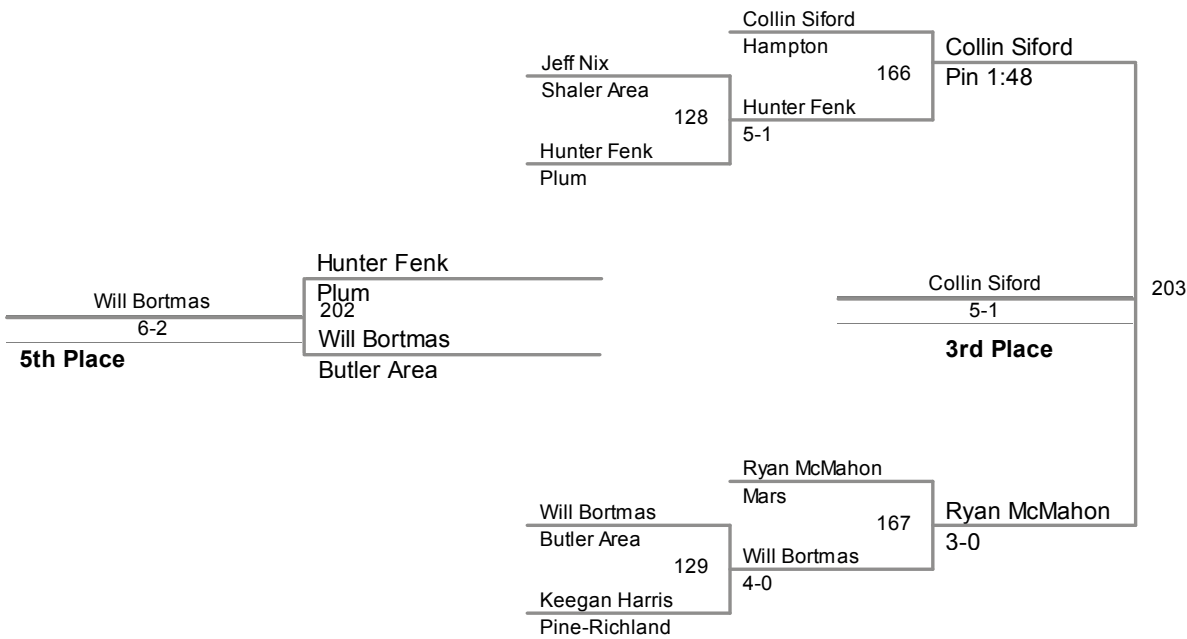 Collin Siford
Hampton
166
Collin Siford
Pin 1:48
Jeff Nix
Shaler Area
128
Hunter Fenk
5-1
Hunter Fenk
Plum
Hunter Fenk
Plum
202
Will Bortmas
6-2
5th Place
Will Bortmas
Butler Area
Collin Siford
5-1
3rd Place
203
Ryan McMahon
Mars
167
Ryan McMahon
3-0
Will Bortmas
Butler Area
129
Will Bortmas
4-0
Keegan Harris
Pine-Richland